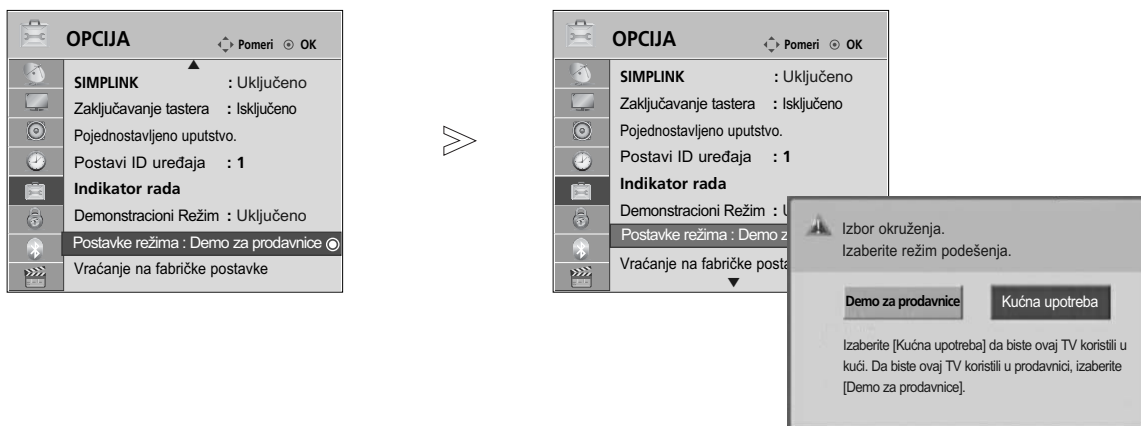 OPCIJA
Pomeri OK
SIMPLINK : Uključeno
Zaključavanje tastera : Isključeno
Pojednostavljeno uputstvo.
Postavi ID uređaja : 1
Indikator rada
Demonstracioni Režim : Uključeno
Postavke režima : Demo za prodavnice
Vraćanje na fabričke postavke
OPCIJA
Pomeri OK
SIMPLINK : Uključeno
Zaključavanje tastera : Isključeno
Pojednostavljeno uputstvo.
Postavi ID uređaja : 1
Indikator rada
Demonstracioni Režim :
Postavke režima : Demo
Vraćanje na fabričke
Izbor okruženja.
Izaberite režim podešenja.
Demo za prodavnice Kućna upotreba
Izaberite [Kućna upotreba] da biste ovaj TV koristili u
kući. Da biste ovaj TV koristili u prodavnici, izaberite
[Demo za prodavnice].